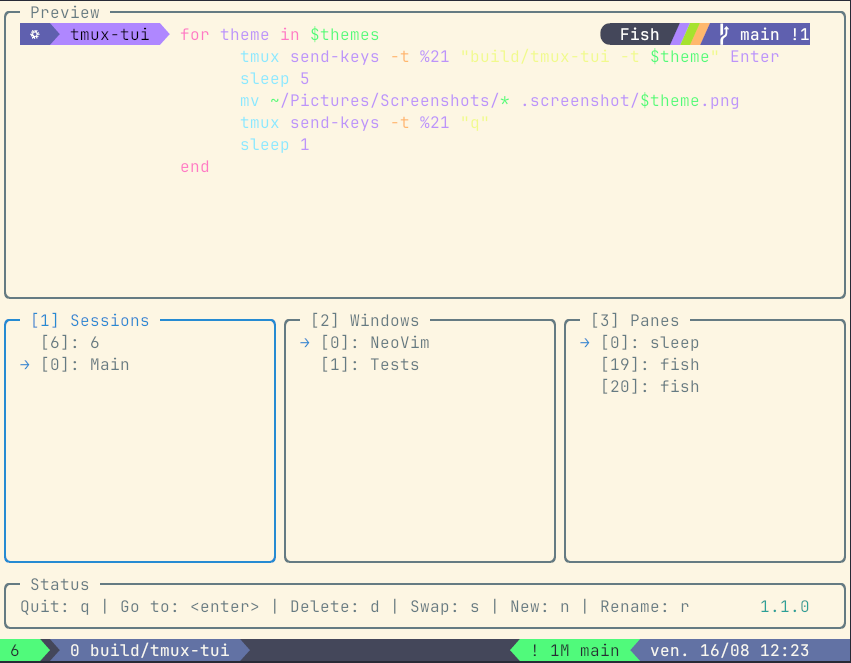 Preview
tmux-tui for theme in $themes Fish main !1
tmux send-keys -t %21 "build/tmux-tui -t $theme" Enter
sleep 5
mv ~/Pictures/Screenshots/* .screenshot/$theme.png
tmux send-keys -t %21 "q"
sleep 1
end
[1] Sessions
[6]: 6
→ [0]: Main
[2] Windows
→ [0]: NeoVim
[1]: Tests
[3] Panes
→ [0]: sleep
[19]: fish
[20]: fish
Status
Quit: q | Go to: <enter> | Delete: d | Swap: s | New: n | Rename: r 1.1.0
6 0 build/tmux-tui ! 1M main ven. 16/08 12:23